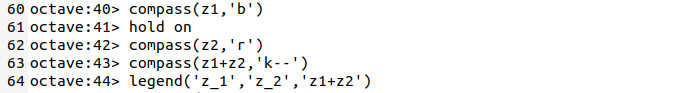 60 octave:40> compass(z1,'b')
61 octave:41> hold on
62 octave:42> compass(z2,'r')
63 octave:43> compass(z1+z2,'k--')
64 octave:44> legend('z_1','z_2','z1+z2')